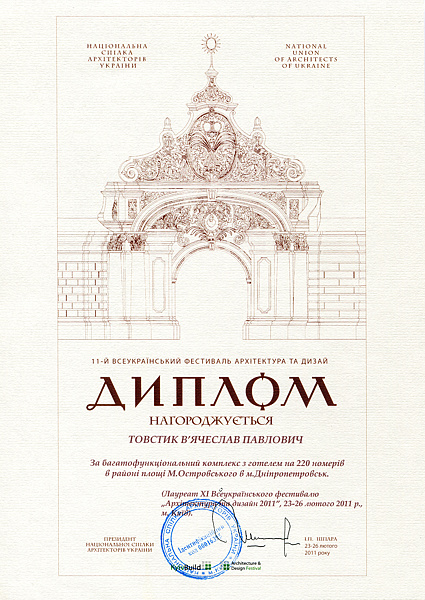 НАЦІОНАЛЬНА
СПІЛКА
АРХІТЕКТОРІВ
УКРАЇНИ
NATIONAL
UNION
OF ARCHITECTS
OF UKRAINE
11-Й ВСЕУКРАЇНСЬКИЙ ФЕСТИВАЛЬ АРХІТЕКТУРА ТА ДИЗАЙ
ДИПЛОМ
НАГОРОДЖУЄТЬСЯ
ТОВСТИК В'ЯЧЕСЛАВ ПАВЛОВИЧ
За багатофункціональний комплекс з готелем на 220 номерів
в районі площі М.Островського в м.Дніпропетровськ.
(Лауреат XI Всеукраїнського фестивалю
„Архітектура та дизайн 2011", 23-26 лютого 2011 р.,
м. Київ).
ПРЕЗИДЕНТ
НАЦІОНАЛЬНОЇ СПІЛКИ
АРХІТЕКТОРІВ УКРАЇНИ
І.П. ШПАРА
23-26 лютого
2011 року
KyivBuild
Architecture &
Design Festival